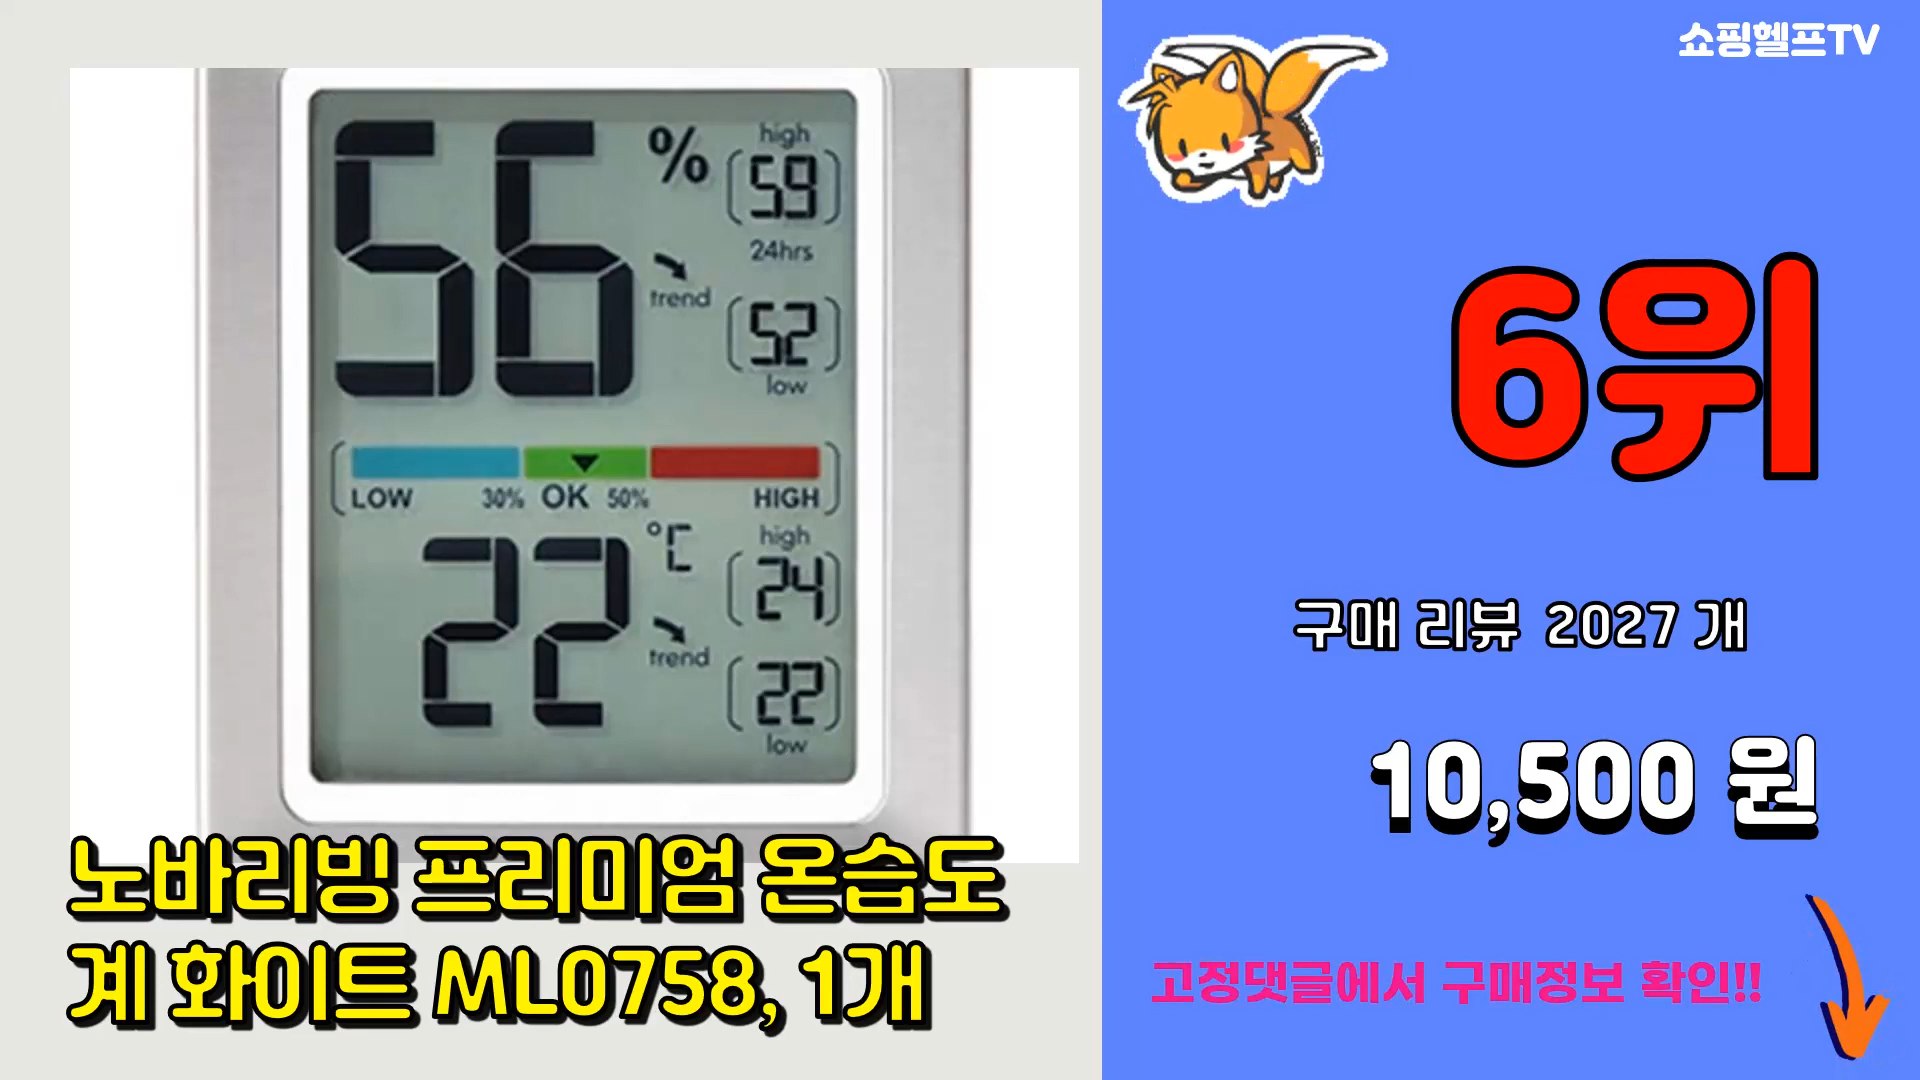 쇼핑헬프TV
56 %
high
59
24hrs
trend
52
low
LOW 30% OK 50% HIGH
22 °C
high
24
trend
22
low
6위
구매 리뷰 2027 개
10,500 원
노바리빙 프리미엄 온습도
계 화이트 ML0758, 1개
고정댓글에서 구매정보 확인!!